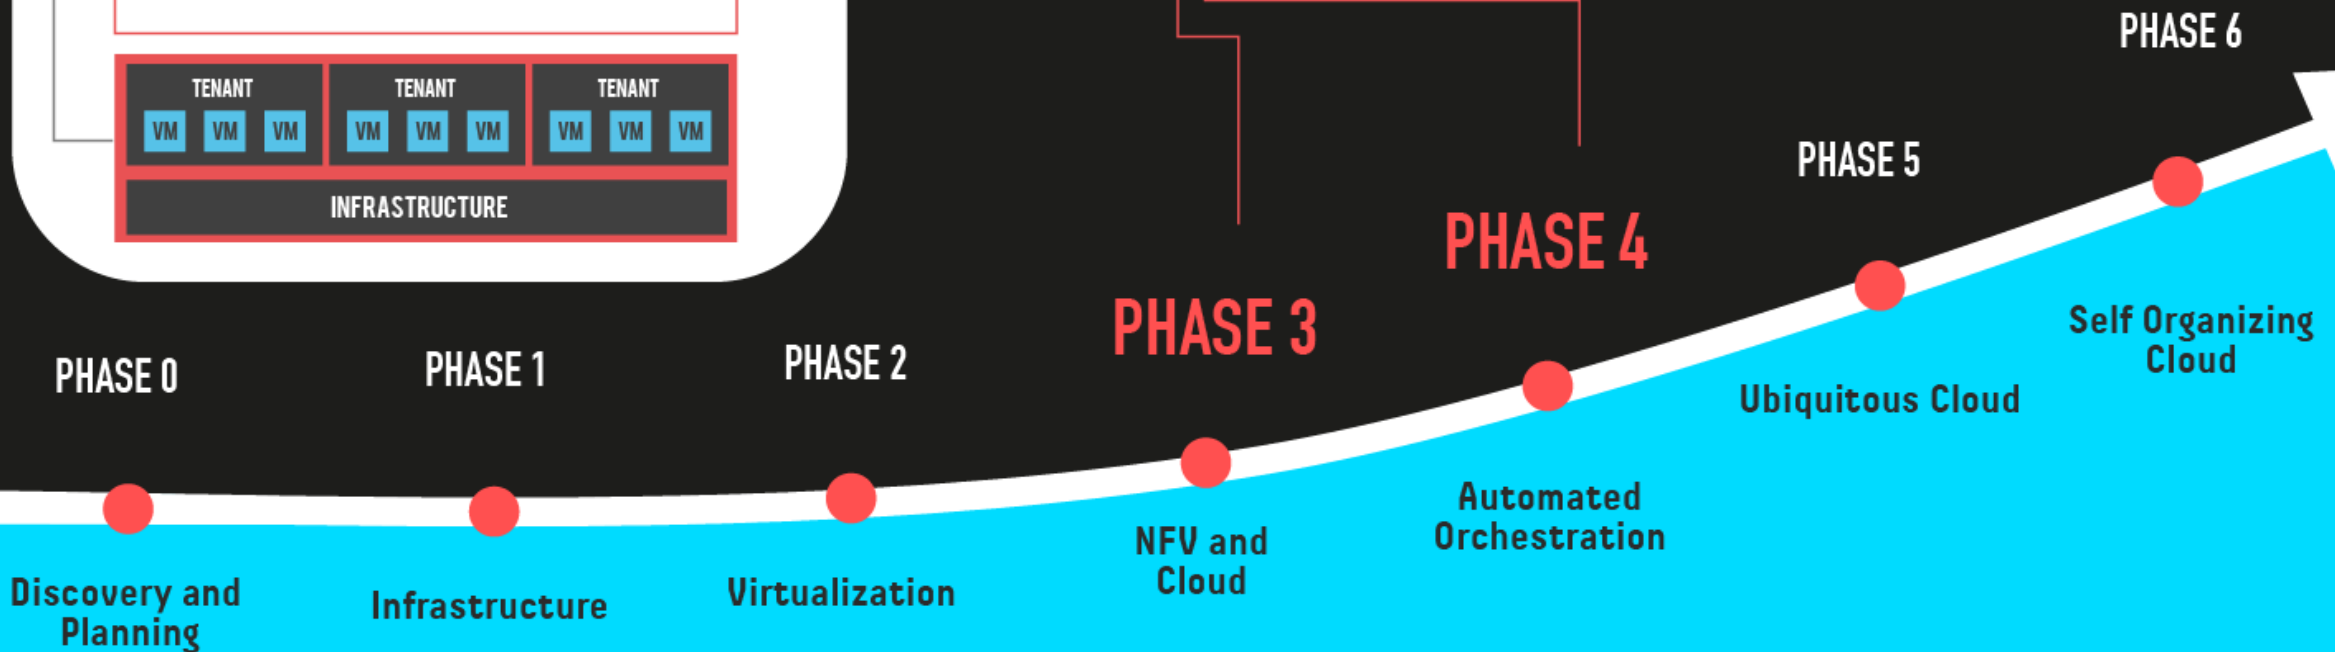 TENANT TENANT TENANT
VM VM VM VM VM VM VM VM VM
INFRASTRUCTURE
PHASE 0
Discovery and
Planning
PHASE 1
Infrastructure
PHASE 2
Virtualization
PHASE 3
NFV and
Cloud
PHASE 4
Automated
Orchestration
PHASE 5
Ubiquitous Cloud
PHASE 6
Self Organizing
Cloud